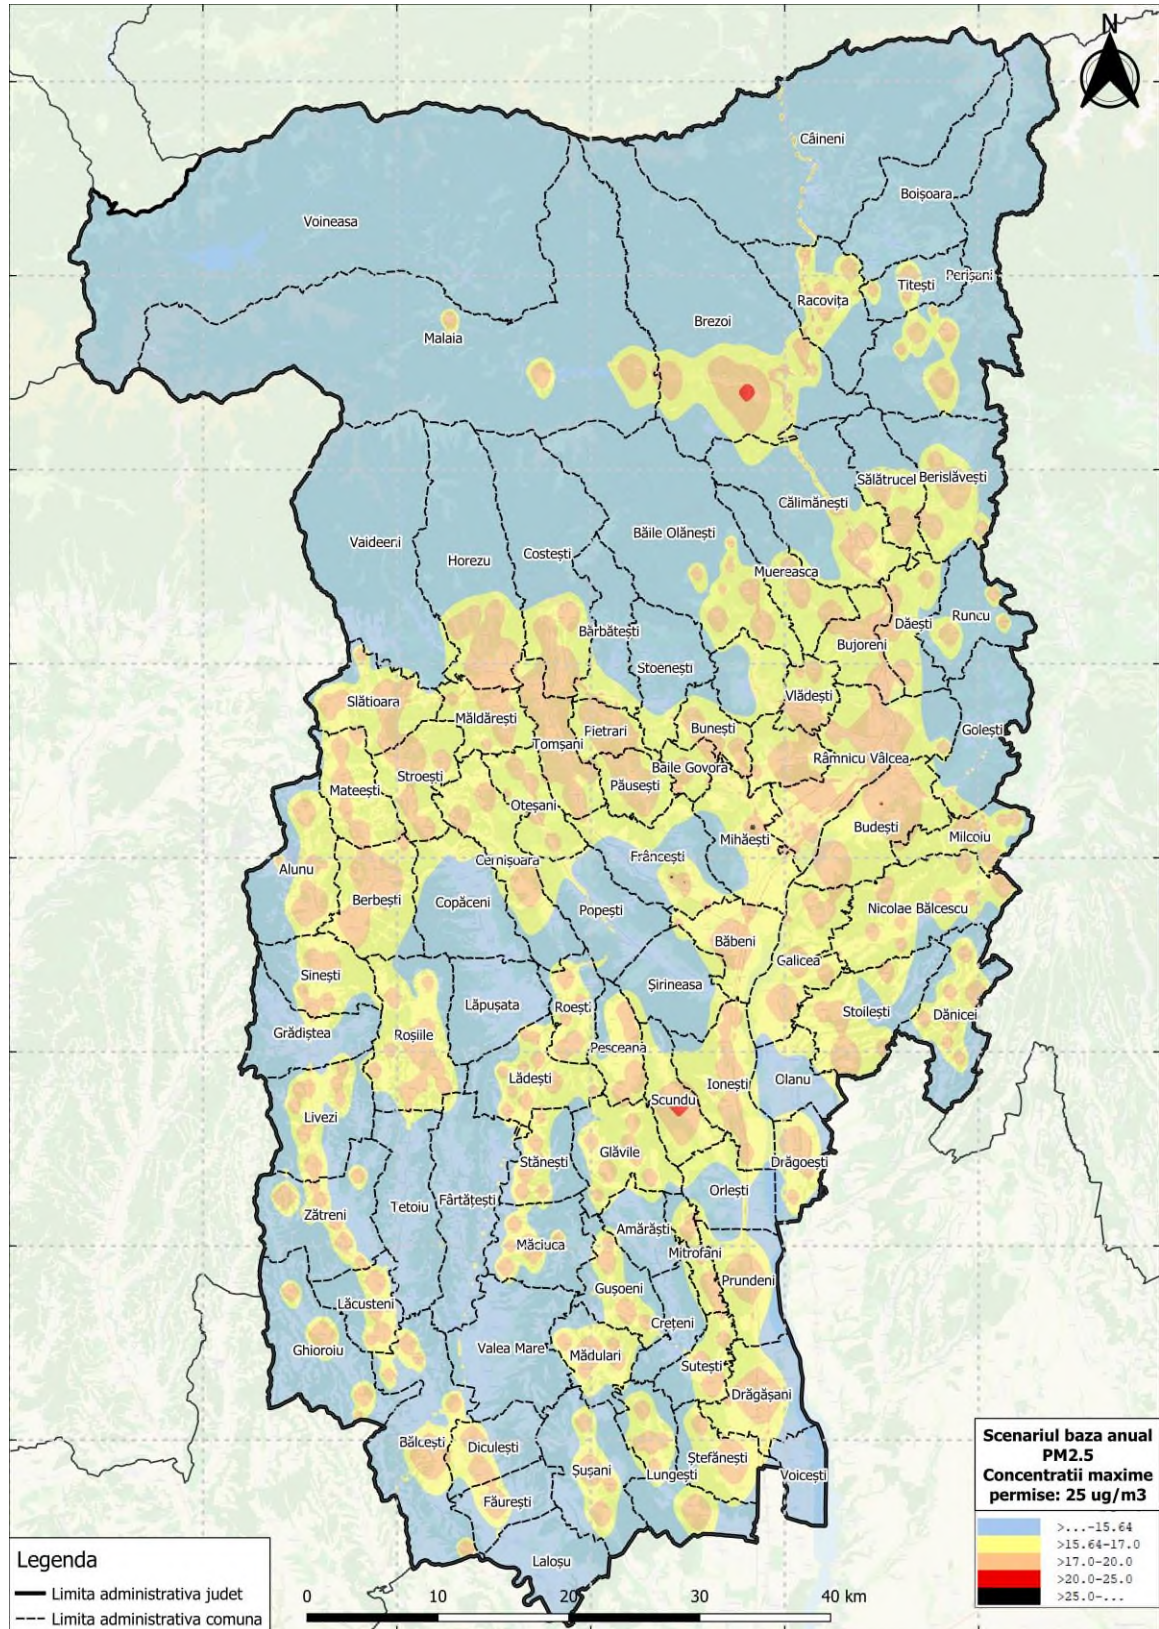 N
Câineni
Boișoara
Voineasa
Perișani
Titești
Racovița
Brezoi
Malaia
Sălătrucel
Berislăvești
Călimănești
Băile Olănești
Vaideeni
Costești
Horezu
Muereasca
Runcu
Dăești
Bărbătești
Bujoreni
Stoenești
Vlădești
Slătioara
Măldărești
Bunești
Fietrari
Golești
Tomșani
Râmnicu Vâlcea
Baile Govora
Stroești
Păusești
Mateești
Oteșani
Budești
Mihăești
Milcoiu
Frâncești
Cernișoara
Alunu
Berbești
Copăceni
Popești
Nicolae Bălcescu
Băbeni
Galicea
Sinești
Șirineasa
Lăpușata
Roești
Stoilești
Dănicei
Grădiștea
Roșiile
Pesceana
Lădești
Ionești
Olanu
Scundu
Livezi
Glăvile
Stănești
Drăgoești
Orlești
Fârtătești
Tetoiu
Zătreni
Amărăști
Măciuca
Mitrofani
Prundeni
Gușoeni
Lăcusteni
Crețeni
Ghioroiu
Valea Mare
Mădulari
Sutești
Drăgășani
Bălcești
Diculești
Ștefănești
Șușani
Lungești
Voicești
Făurești
Lalosu
Scenariul baza anual
PM2.5
Concentratii maxime
permise: 25 ug/m3
>...-15.64
>15.64-17.0
>17.0-20.0
>20.0-25.0
>25.0-...
Legenda
Limita administrativa judet
Limita administrativa comuna
0 10 20 30 40 km